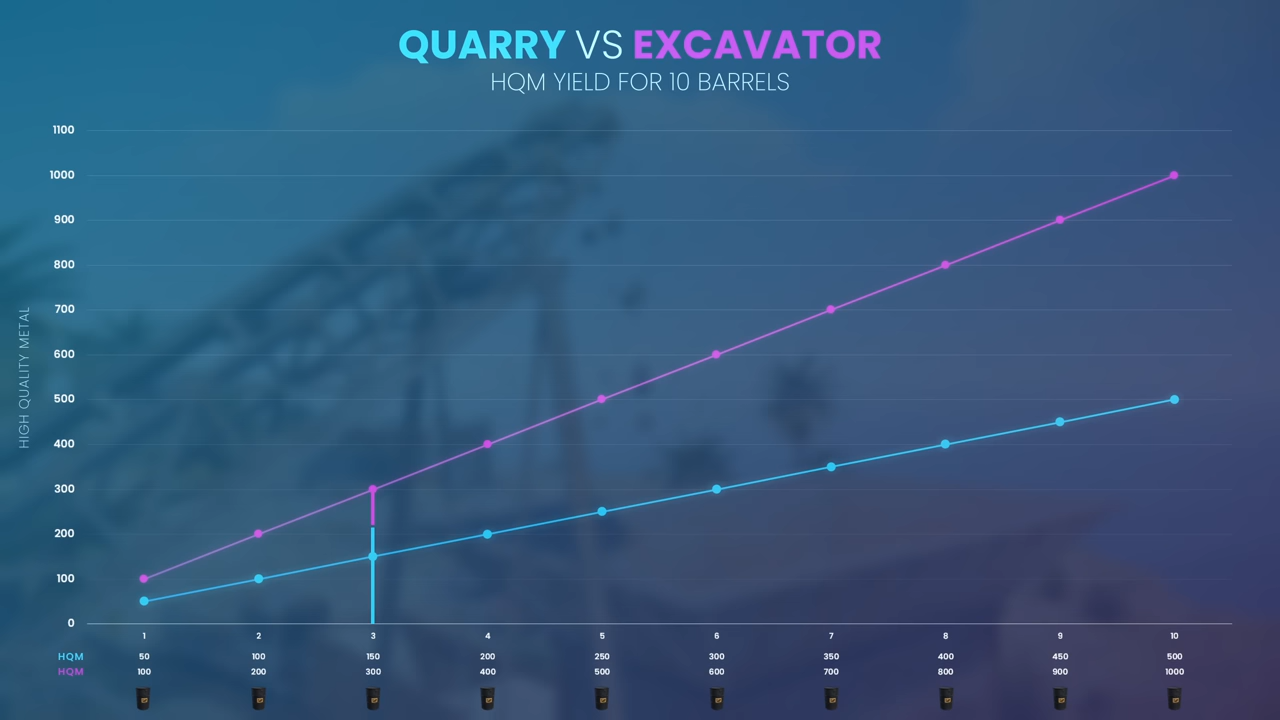 QUARRY VS EXCAVATOR
HQM YIELD FOR 10 BARRELS
1100
1000
900
800
700
600
500
400
300
200
100
0
HIGH QUALITY METAL
1 2 3 4 5 6 7 8 9 10
HQM 50 100 150 200 250 300 350 400 450 500
HQM 100 200 300 400 500 600 700 800 900 1000